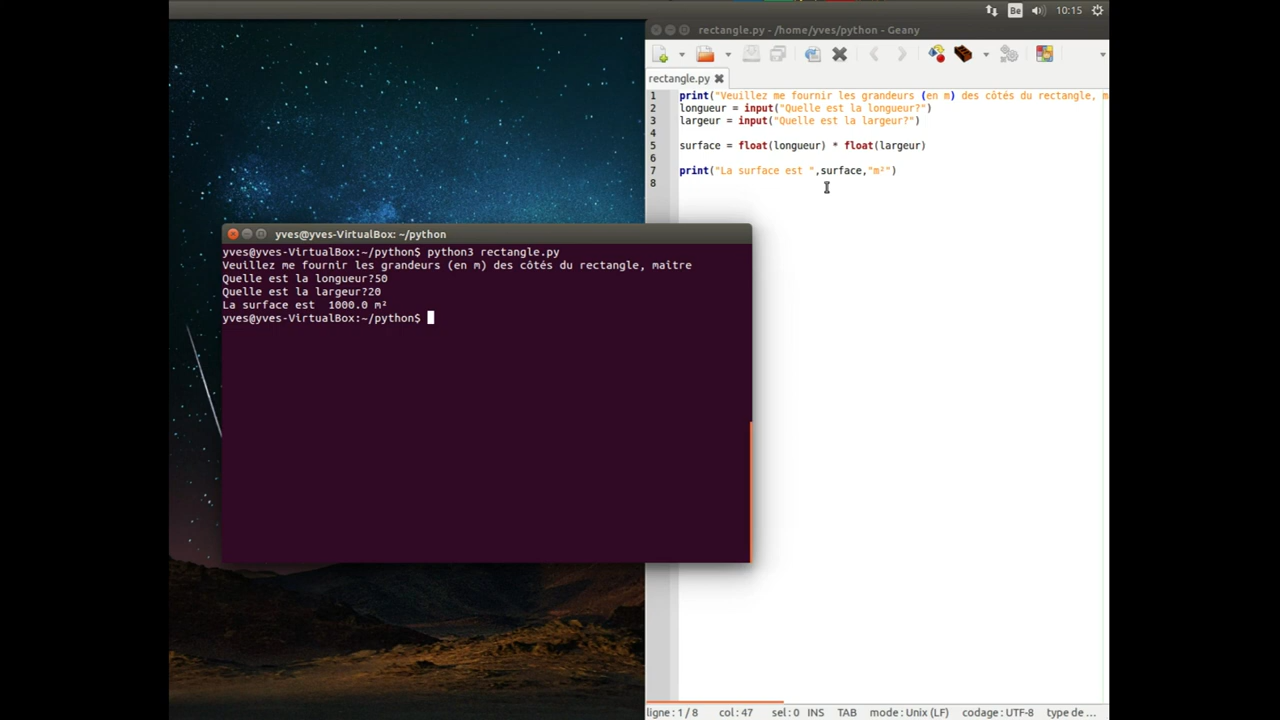 Be
10:15
rectangle.py - /home/yves/python - Geany
rectangle.py
1 print("Veuillez me fournir les grandeurs (en m) des côtés du rectangle, m
2 longueur = input("Quelle est la longueur?")
3 largeur = input("Quelle est la largeur?")
4
5 surface = float(longueur) * float(largeur)
6
7 print("La surface est ",surface,"m²")
8
yves@yves-VirtualBox: ~/python
yves@yves-VirtualBox:~/python$ python3 rectangle.py
Veuillez me fournir les grandeurs (en m) des côtés du rectangle, maître
Quelle est la longueur?50
Quelle est la largeur?20
La surface est  1000.0 m²
yves@yves-VirtualBox:~/python$
ligne : 1 / 8 col : 47 sel : 0 INS TAB mode : Unix (LF) codage : UTF-8 type de ...